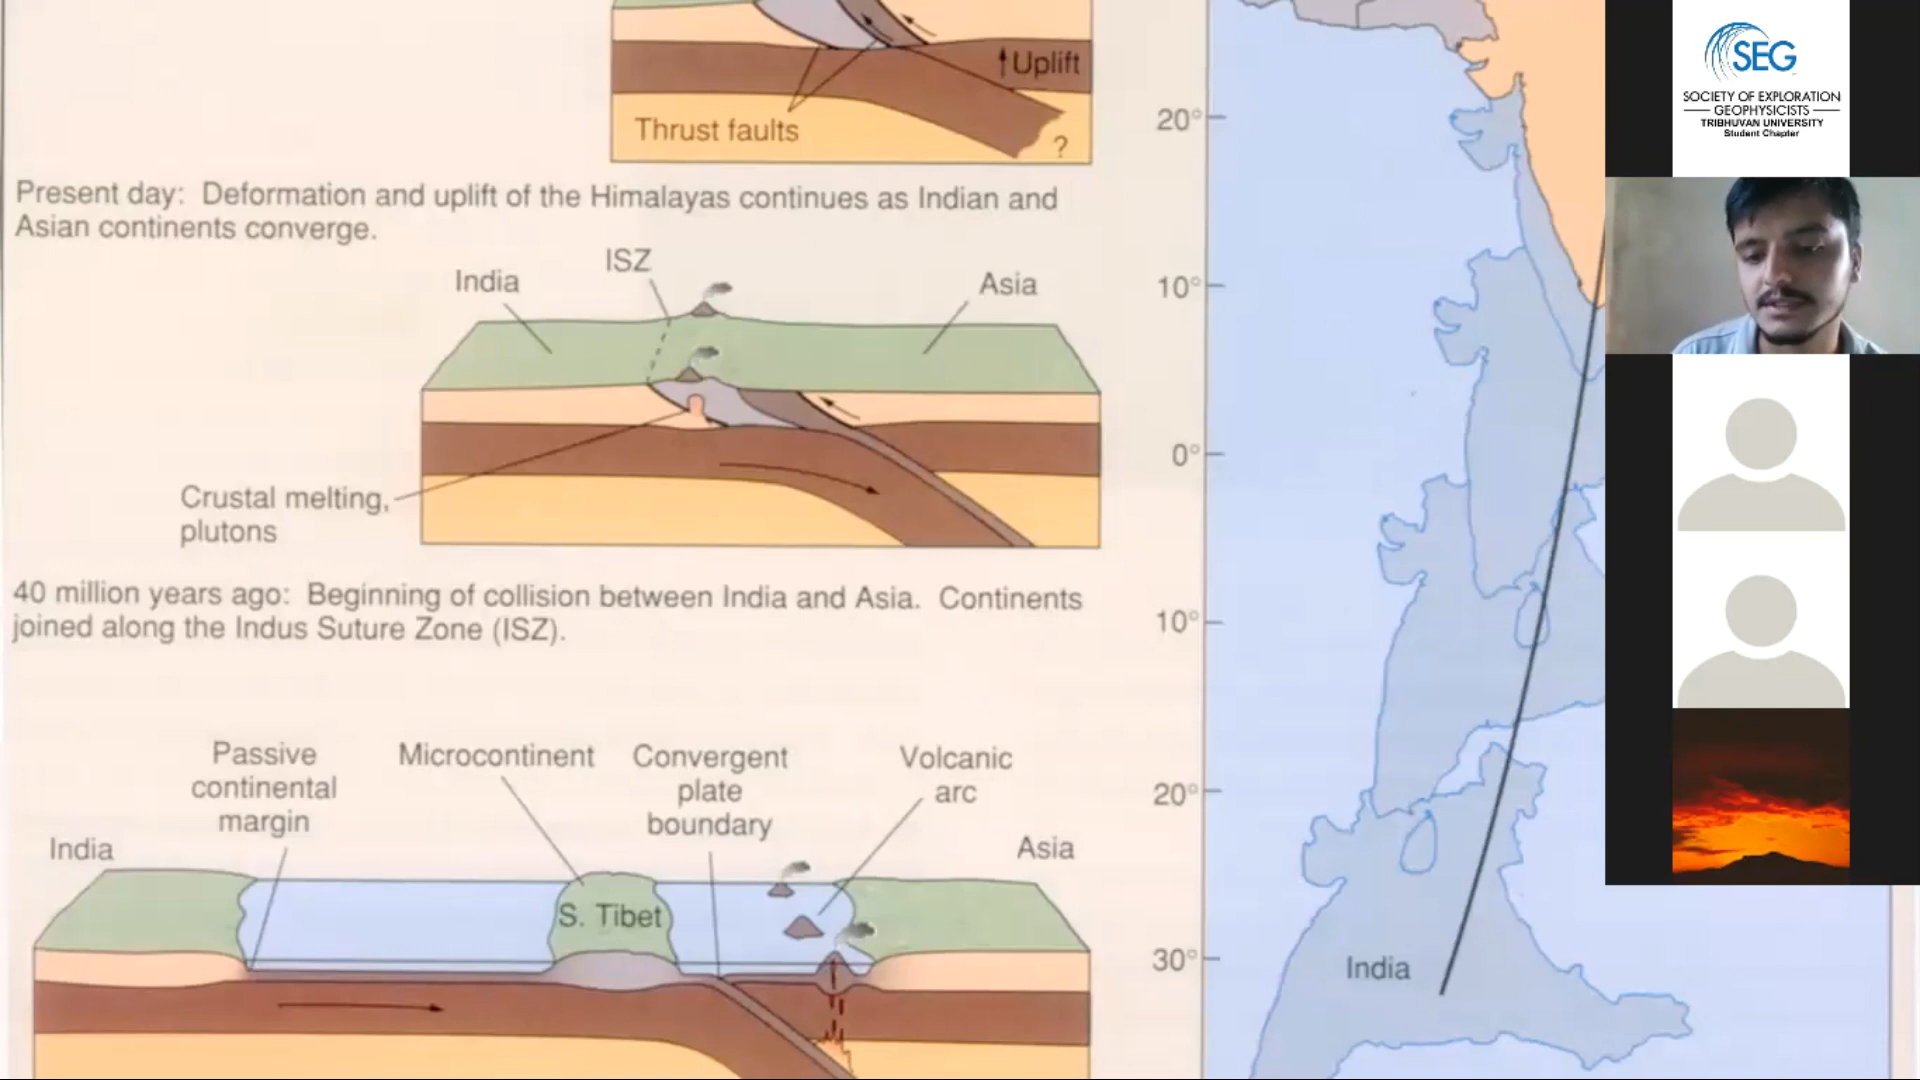 Uplift
Thrust faults
?
Present day: Deformation and uplift of the Himalayas continues as Indian and
Asian continents converge.
ISZ
India
Asia
Crustal melting,
plutons
40 million years ago: Beginning of collision between India and Asia. Continents
joined along the Indus Suture Zone (ISZ).
Passive
continental
margin
Microcontinent
Convergent
plate
boundary
Volcanic
arc
India
Asia
S. Tibet
20°
10°
0°
10°
20°
30°
India
SEG
SOCIETY OF EXPLORATION
GEOPHYSICISTS
TRIBHUVAN UNIVERSITY
Student Chapter